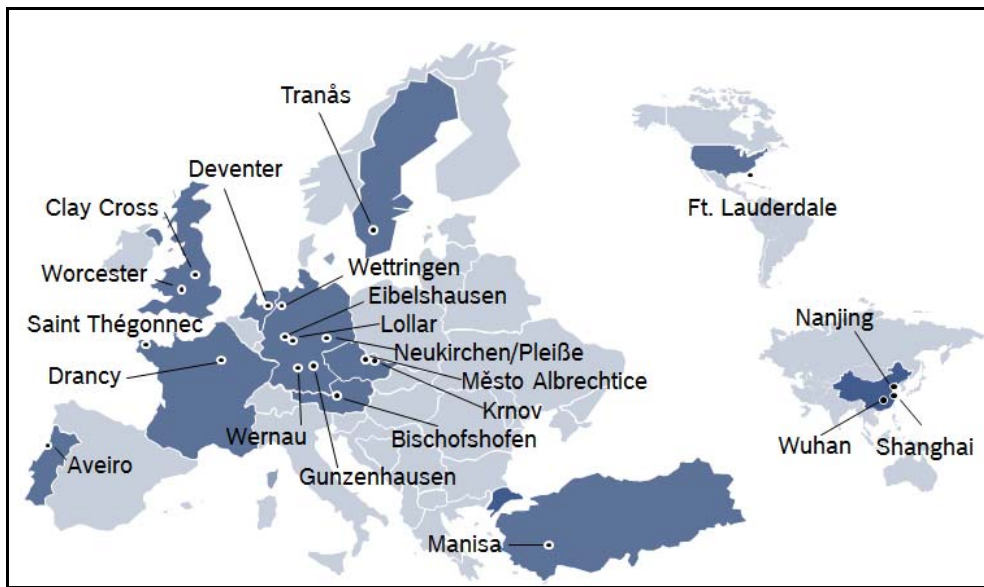 Tranås
Deventer
Clay Cross
Ft. Lauderdale
Wettringen
Worcester
Eibelshausen
Saint Thégonnec
Lollar
Nanjing
Neukirchen/Pleiße
Drancy
Město Albrechtice
Krnov
Wernau
Bischofshofen
Wuhan
Shanghai
Aveiro
Gunzenhausen
Manisa